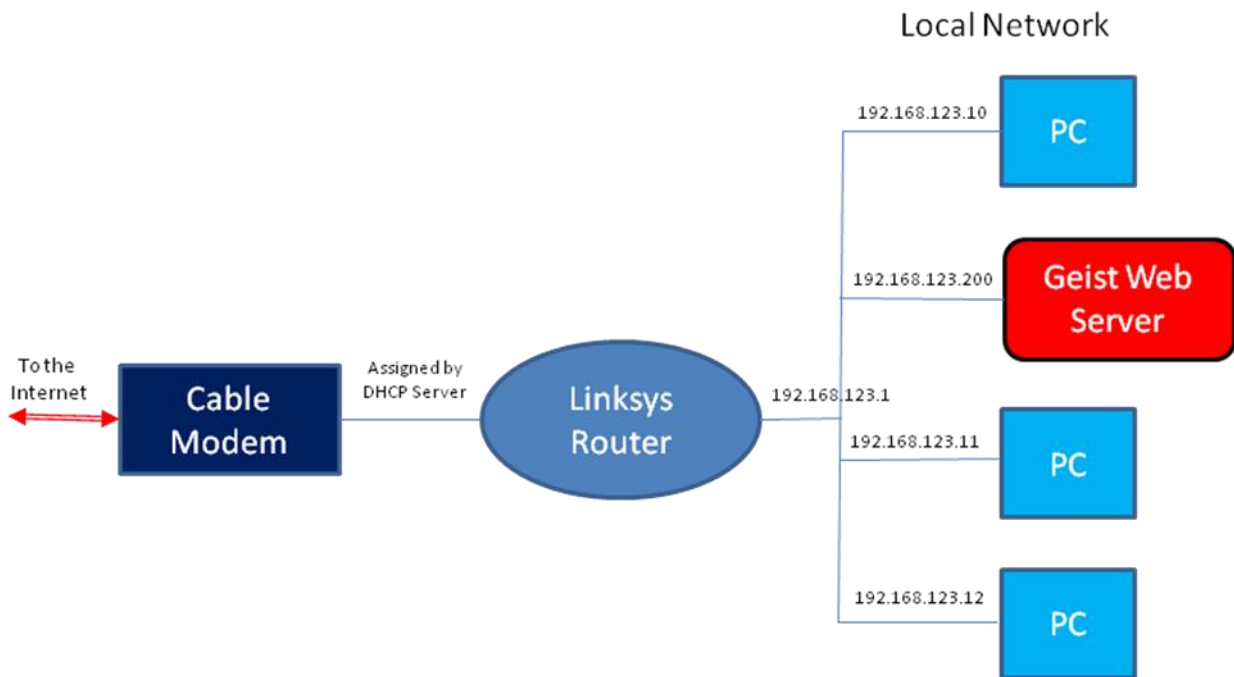 Local Network
192.168.123.10
PC
192.168.123.200
Geist Web
Server
To the
Internet
Cable
Modem
Assigned by
DHCP Server
Linksys
Router
192.168.123.1
192.168.123.11
PC
192.168.123.12
PC